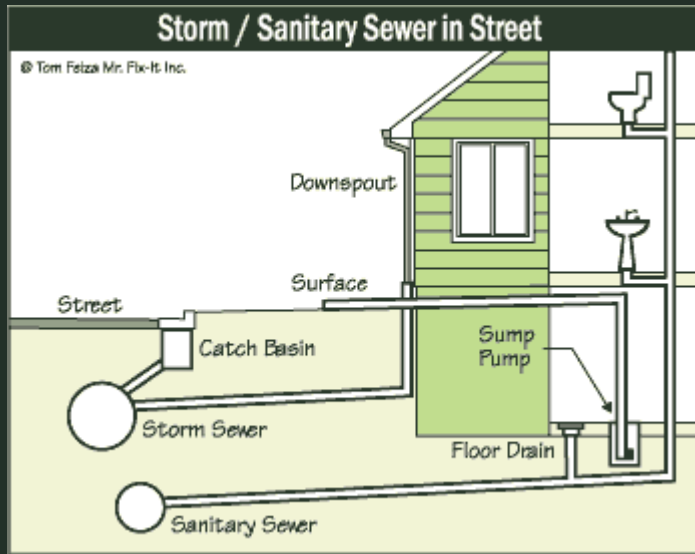 Storm / Sanitary Sewer in Street
© Tom Feiza Mr. Fix-It Inc.
Downspout
Surface
Street
Catch Basin
Sump
Pump
Storm Sewer
Floor Drain
Sanitary Sewer